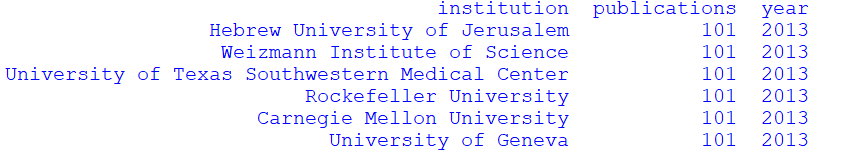 institution publications year
Hebrew University of Jerusalem 101 2013
Weizmann Institute of Science 101 2013
University of Texas Southwestern Medical Center 101 2013
Rockefeller University 101 2013
Carnegie Mellon University 101 2013
University of Geneva 101 2013